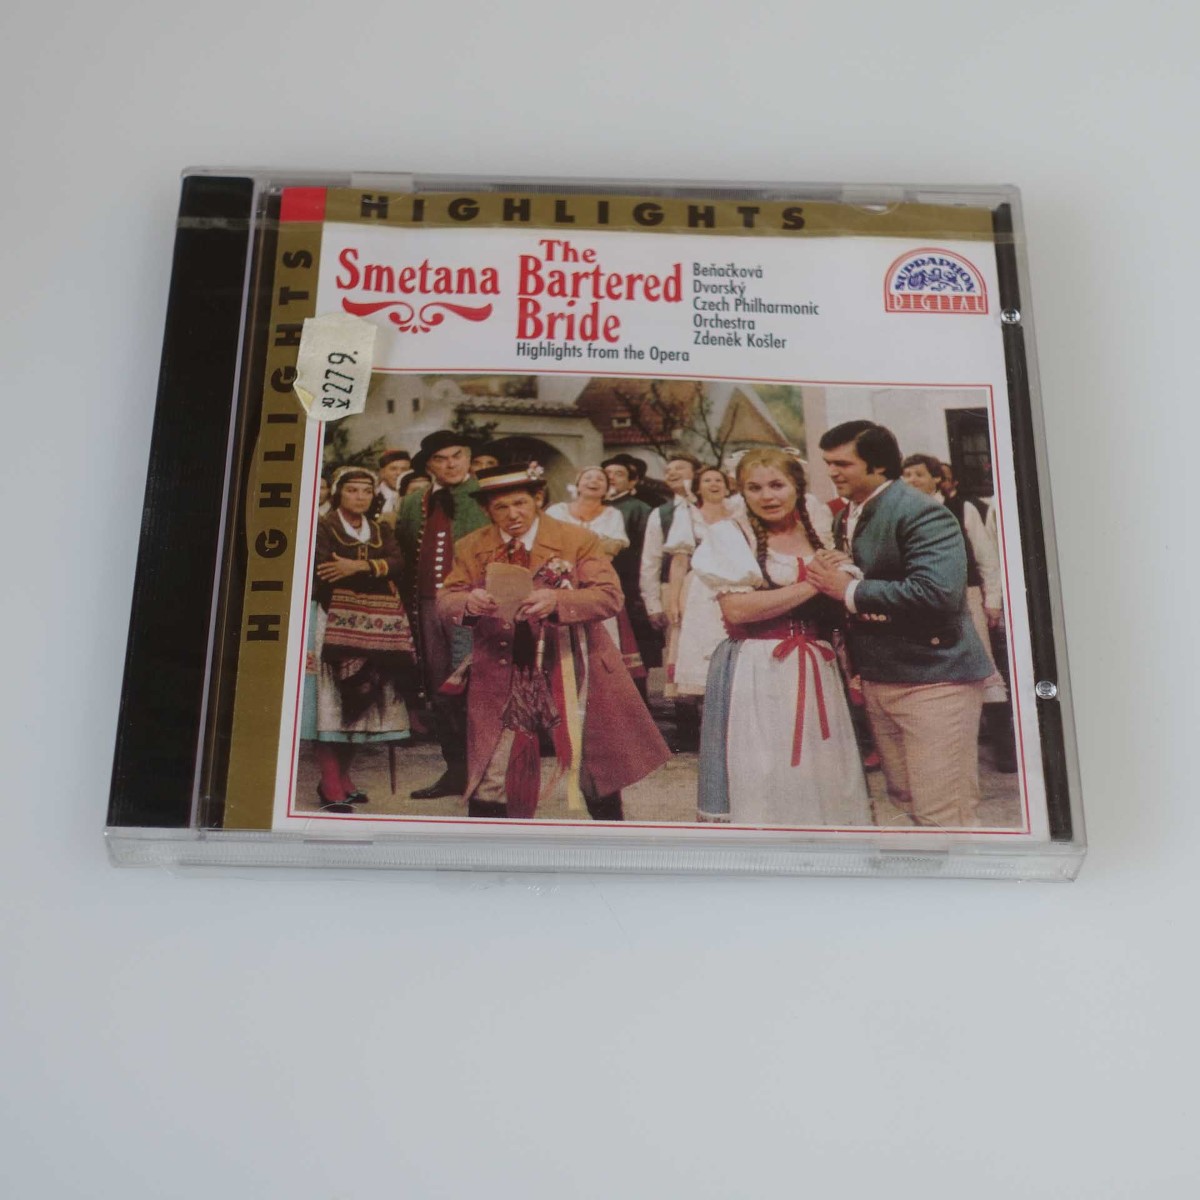 HIGHLIGHTS
HIGHLIGHTS
Smetana
The
Bartered
Bride
Highlights from the Opera
Beňačková
Dvorský
Czech Philharmonic
Orchestra
Zdeněk Košler
SUPRAPHON
DIGITAL
279.